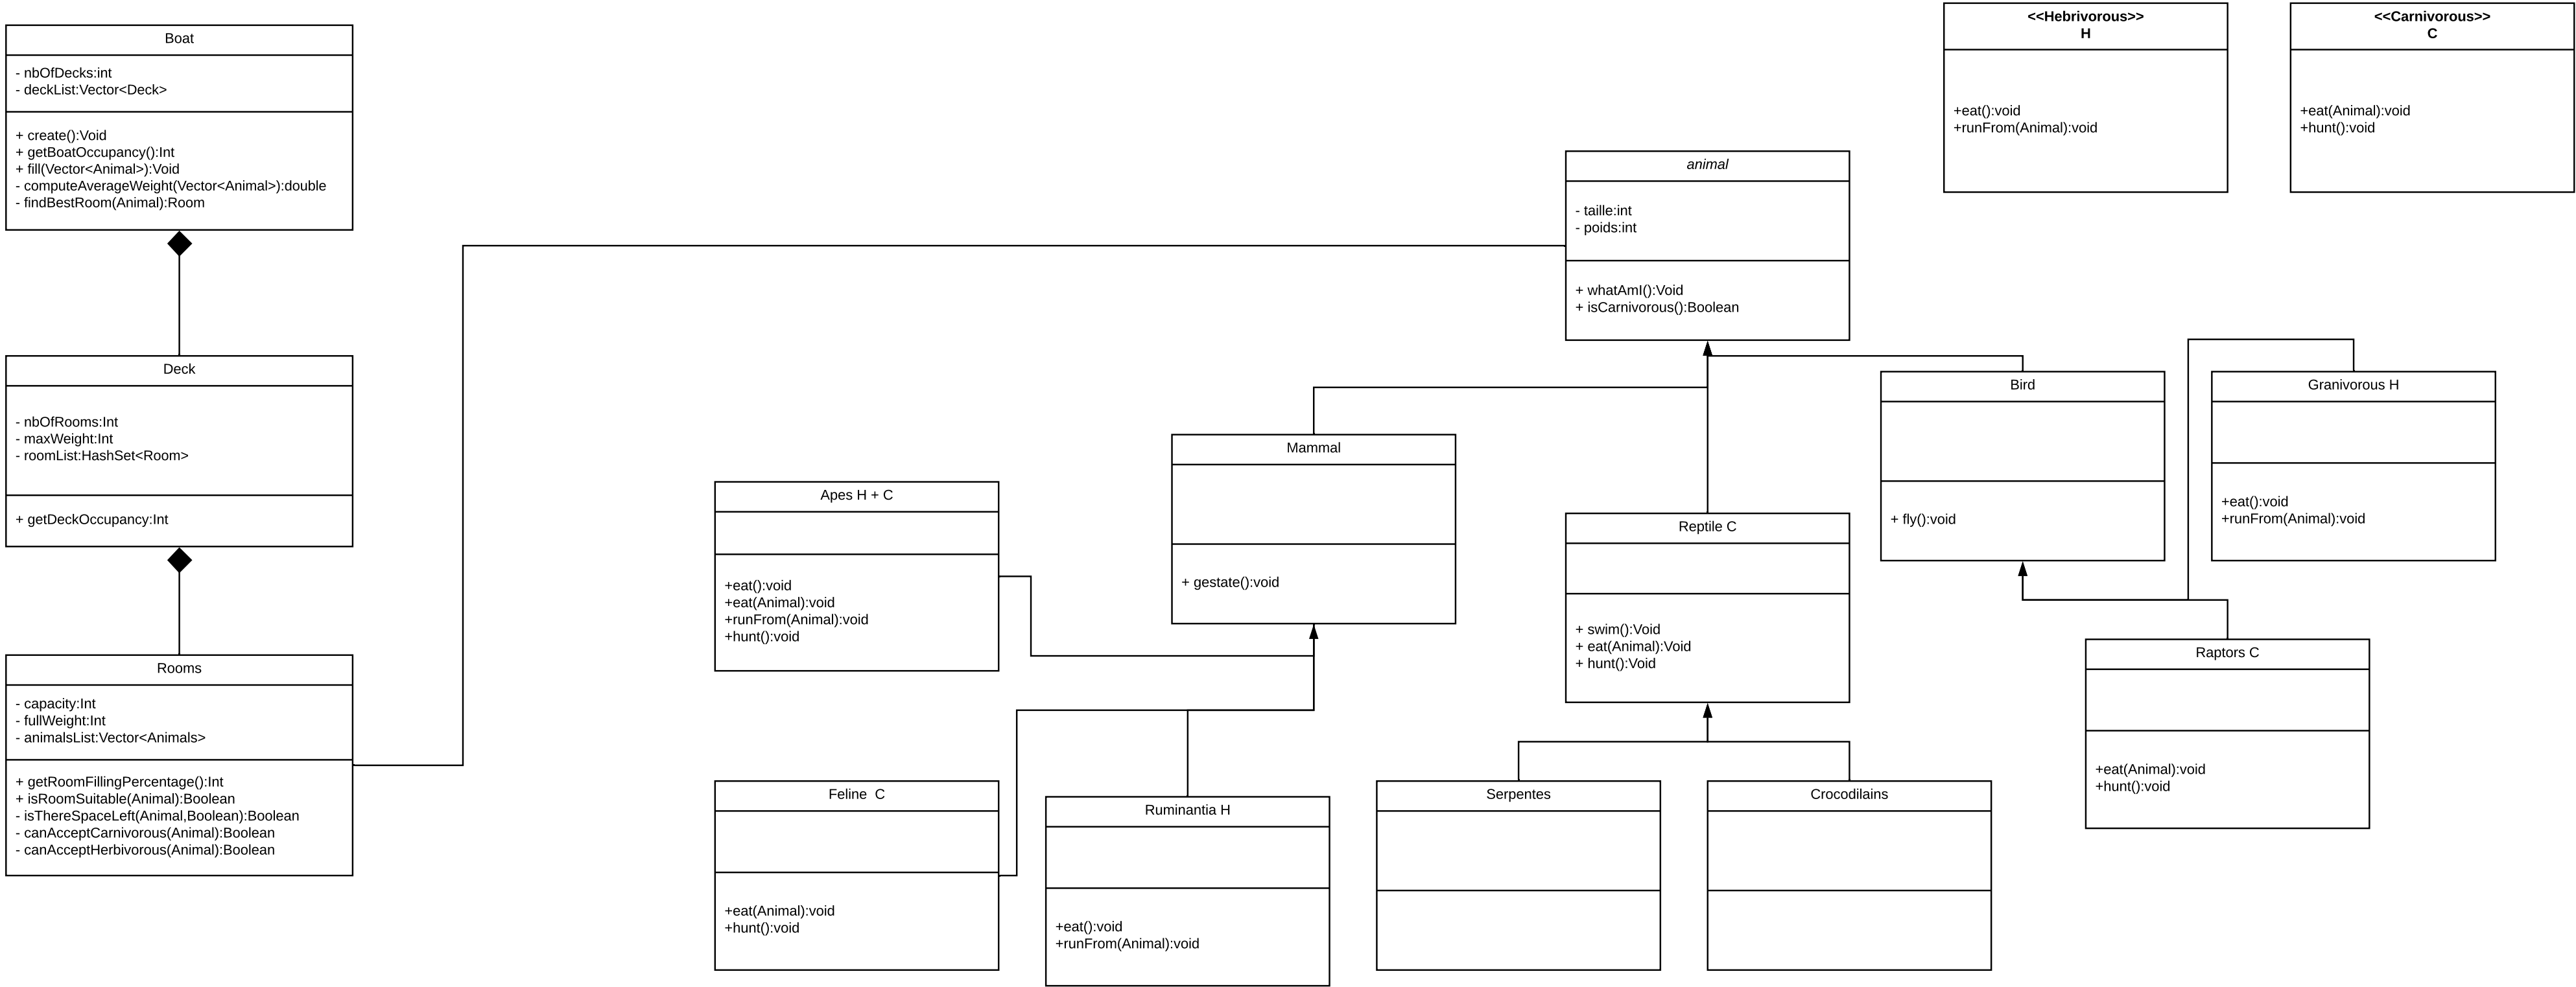 Boat
- nbOfDecks:int
- deckList:Vector<Deck>
+ create():Void
+ getBoatOccupancy():Int
+ fill(Vector<Animal>):Void
- computeAverageWeight(Vector<Animal>):double
- findBestRoom(Animal):Room
Deck
- nbOfRooms:Int
- maxWeight:Int
- roomList:HashSet<Room>
+ getDeckOccupancy:Int
Rooms
- capacity:Int
- fullWeight:Int
- animalsList:Vector<Animals>
+ getRoomFillingPercentage():Int
+ isRoomSuitable(Animal):Boolean
- isThereSpaceLeft(Animal,Boolean):Boolean
- canAcceptCarnivorous(Animal):Boolean
- canAcceptHerbivorous(Animal):Boolean
<<Hebrivorous>>
H
+eat():void
+runFrom(Animal):void
<<Carnivorous>>
C
+eat(Animal):void
+hunt():void
animal
- taille:int
- poids:int
+ whatAmI():Void
+ isCarnivorous():Boolean
Bird
+ fly():void
Granivorous H
+eat():void
+runFrom(Animal):void
Mammal
+ gestate():void
Apes H + C
+eat():void
+eat(Animal):void
+runFrom(Animal):void
+hunt():void
Reptile C
+ swim():Void
+ eat(Animal):Void
+ hunt():Void
Raptors C
+eat(Animal):void
+hunt():void
Feline  C
+eat(Animal):void
+hunt():void
Ruminantia H
+eat():void
+runFrom(Animal):void
Serpentes
Crocodilains